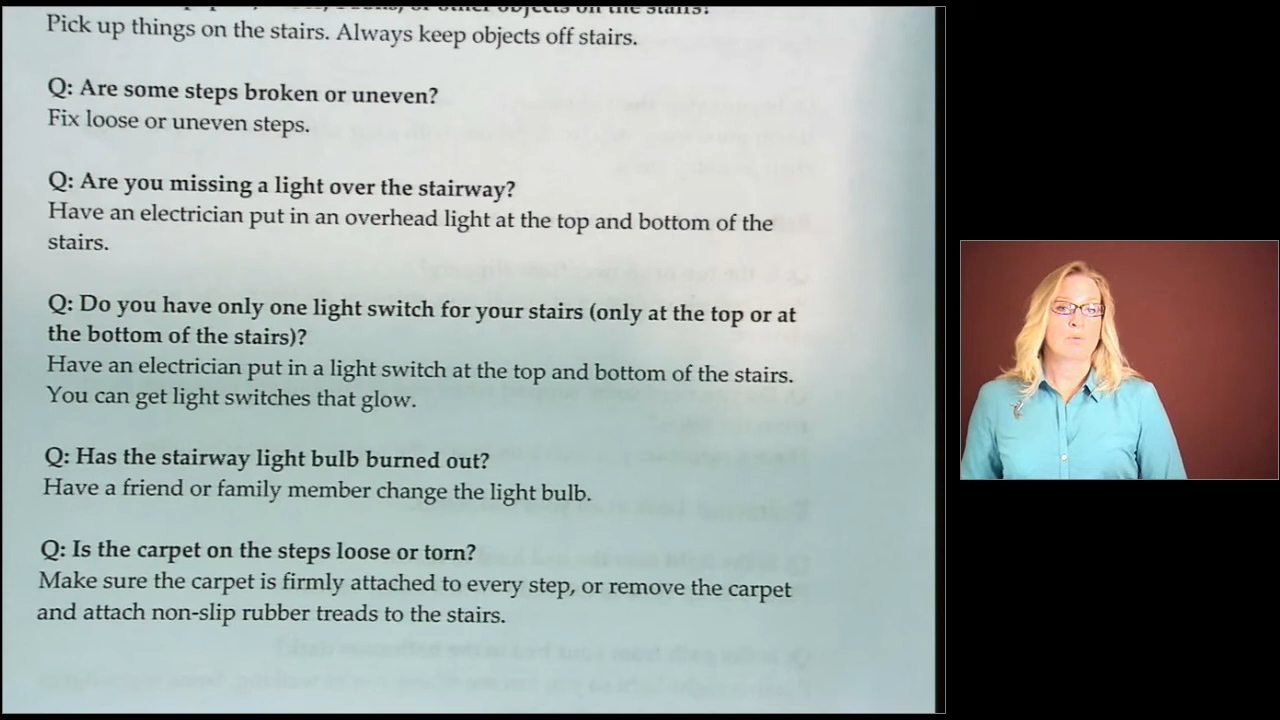 objects on the stairs?
Pick up things on the stairs. Always keep objects off stairs.
Q: Are some steps broken or uneven?
Fix loose or uneven steps.
Q: Are you missing a light over the stairway?
Have an electrician put in an overhead light at the top and bottom of the
stairs.
Q: Do you have only one light switch for your stairs (only at the top or at
the bottom of the stairs)?
Have an electrician put in a light switch at the top and bottom of the stairs.
You can get light switches that glow.
Q: Has the stairway light bulb burned out?
Have a friend or family member change the light bulb.
Q: Is the carpet on the steps loose or torn?
Make sure the carpet is firmly attached to every step, or remove the carpet
and attach non-slip rubber treads to the stairs.